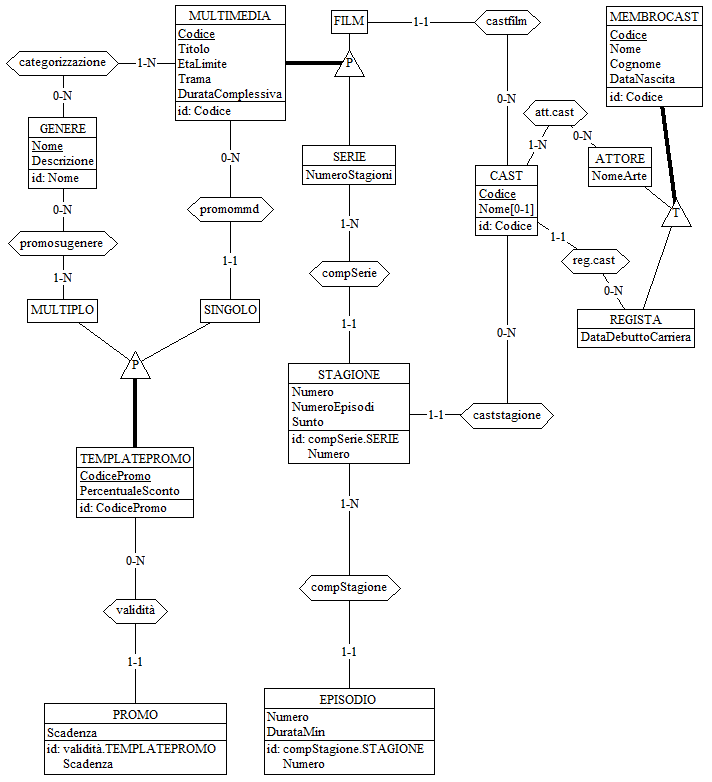 MULTIMEDIA
Codice
Titolo
EtaLimite
Trama
DurataComplessiva
id: Codice
FILM
1-1
castfilm
MEMBROCAST
Codice
Nome
Cognome
DataNascita
id: Codice
categorizzazione
1-N
P
0-N
0-N
att.cast
GENERE
Nome
Descrizione
id: Nome
0-N
SERIE
NumeroStagioni
1-N
0-N
ATTORE
NomeArte
CAST
Codice
Nome[0-1]
id: Codice
T
0-N
promommd
1-N
promosugenere
1-1
reg.cast
1-1
compSerie
1-N
0-N
MULTIPLO
SINGOLO
1-1
0-N
REGISTA
DataDebuttoCarriera
P
STAGIONE
Numero
NumeroEpisodi
Sunto
id: compSerie.SERIE
Numero
1-1
caststagione
TEMPLATEPROMO
CodicePromo
PercentualeSconto
id: CodicePromo
1-N
0-N
compStagione
validità
1-1
1-1
PROMO
Scadenza
id: validità.TEMPLATEPROMO
Scadenza
EPISODIO
Numero
DurataMin
id: compStagione.STAGIONE
Numero